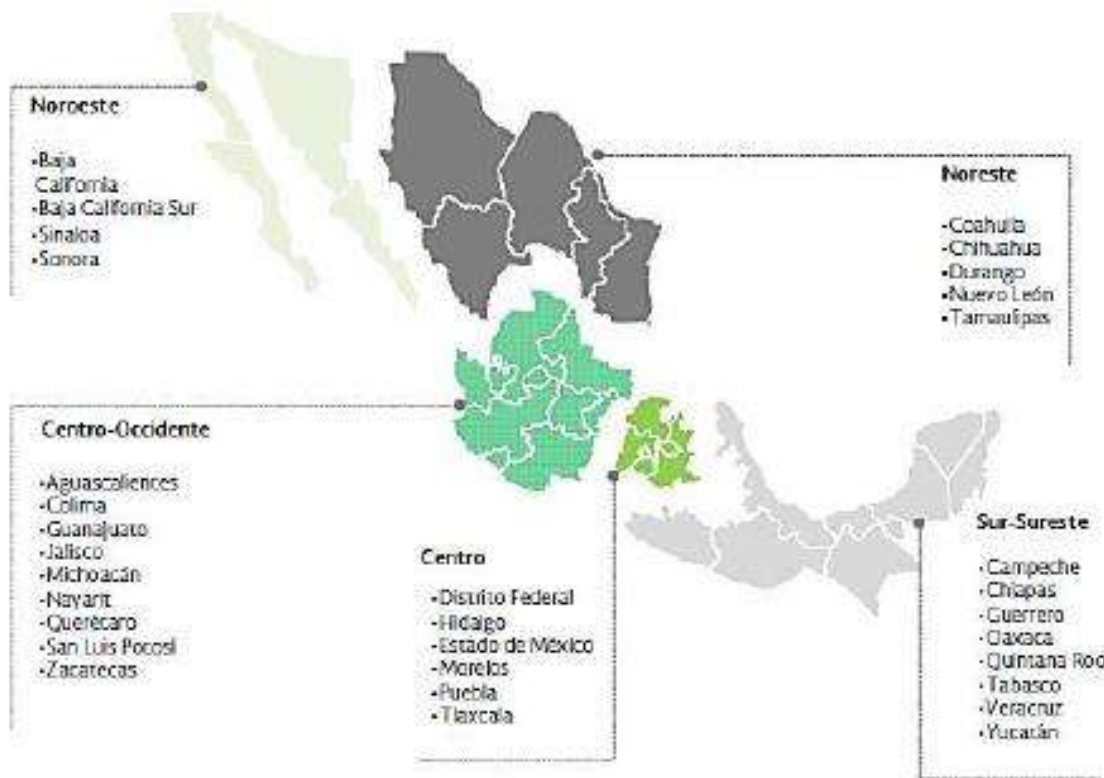 Noroeste
•Baja
California
•Baja California Sur
•Sinaloa
•Sonora
Noreste
•Coahuila
•Chihuahua
•Durango
•Nuevo León
•Tamaulipas
Centro-Occidente
•Aguascalientes
•Colima
•Guanajuato
•Jalisco
•Michoacán
•Nayarit
•Querétaro
•San Luis Potosí
•Zacatecas
Centro
•Distrito Federal
•Hidalgo
•Estado de México
•Morelos
•Puebla
•Tlaxcala
Sur-Sureste
•Campeche
•Chiapas
•Guerrero
•Oaxaca
•Quintana Roo
•Tabasco
•Veracruz
•Yucatán